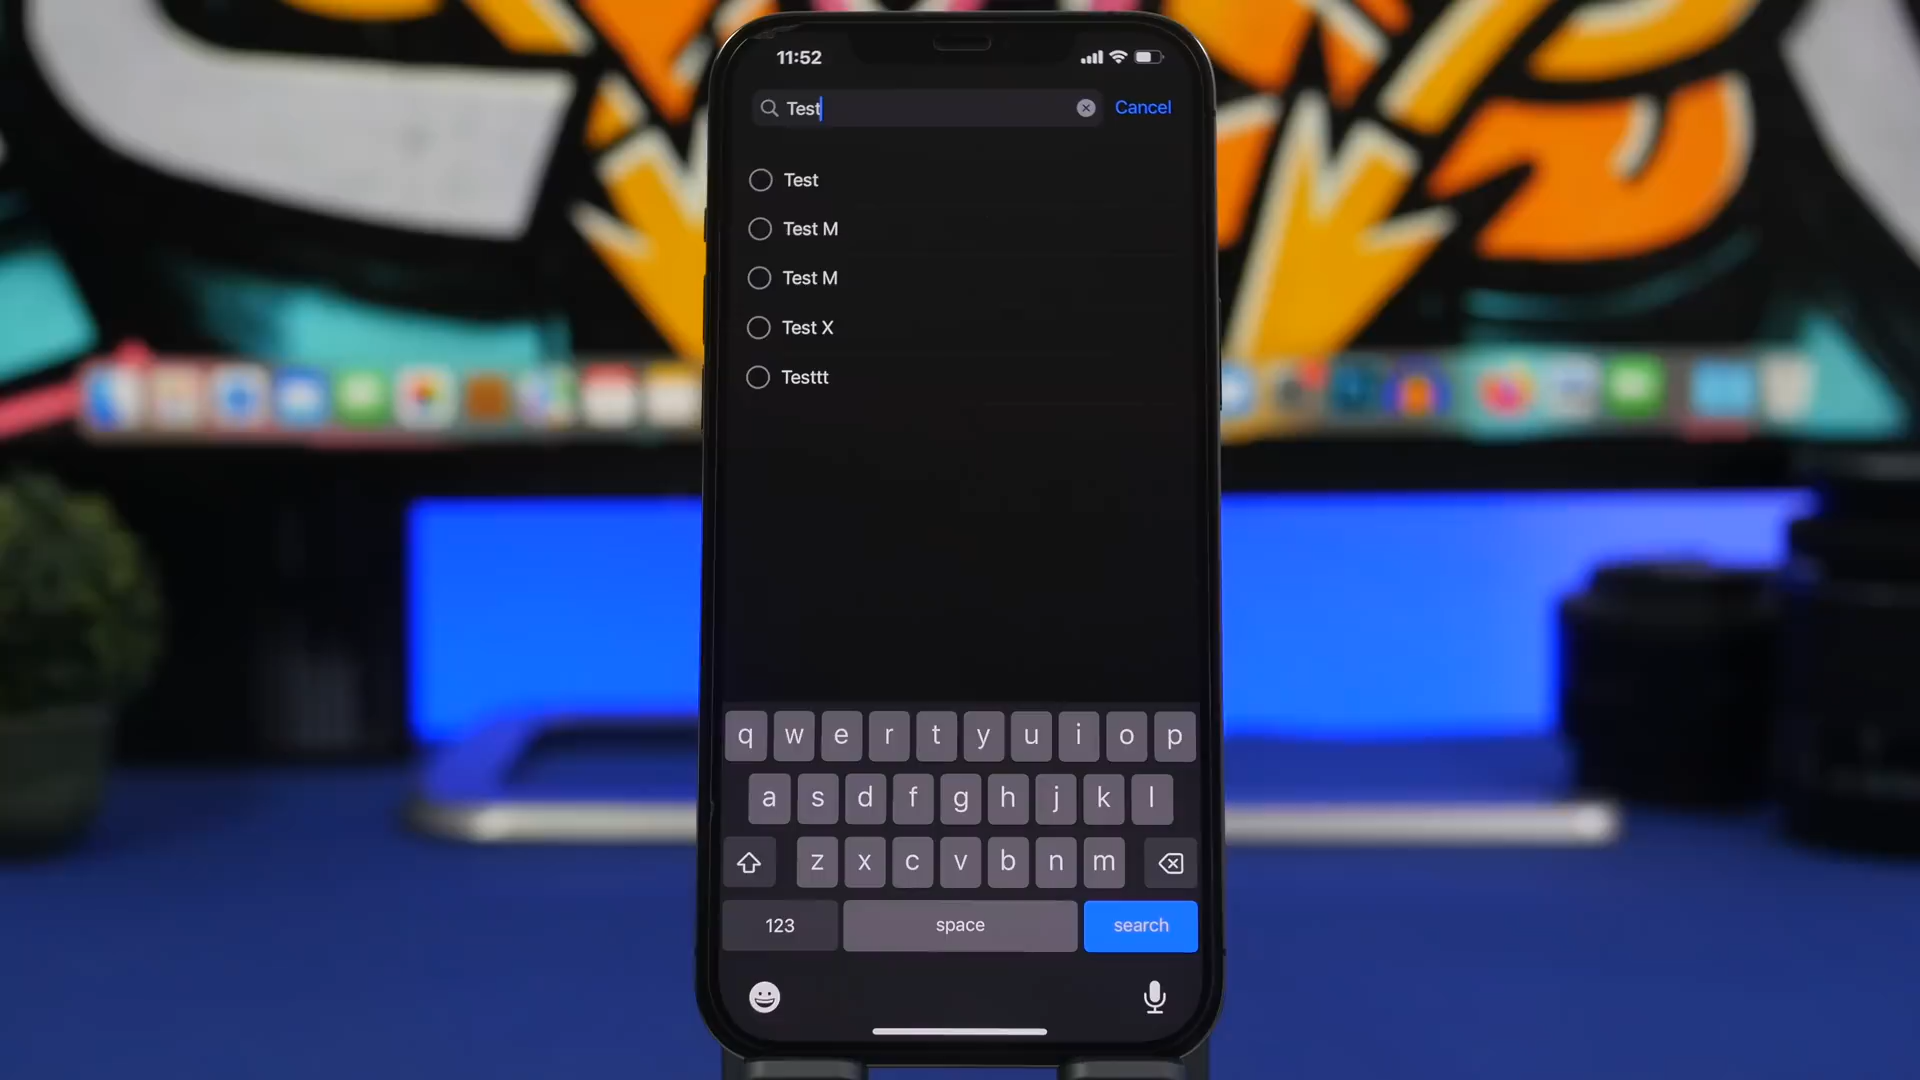 11:52
Test Cancel
Test
Test M
Test M
Test X
Testtt
q w e r t y u i o p
a s d f g h j k l
z x c v b n m
123 space search